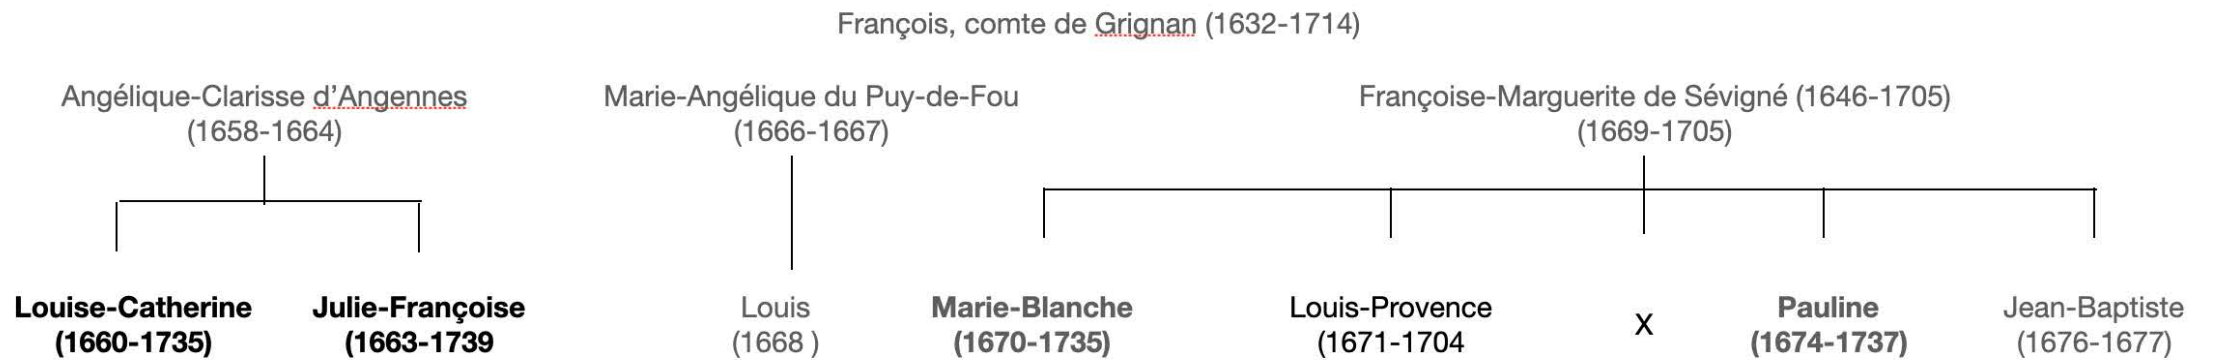 François, comte de Grignan (1632-1714)
Angélique-Clarisse d’Angennes
(1658-1664)
Marie-Angélique du Puy-de-Fou
(1666-1667)
Françoise-Marguerite de Sévigné (1646-1705)
(1669-1705)
Louise-Catherine
(1660-1735)
Julie-Françoise
(1663-1739
Louis
(1668 )
Marie-Blanche
(1670-1735)
Louis-Provence
(1671-1704
X
Pauline
(1674-1737)
Jean-Baptiste
(1676-1677)